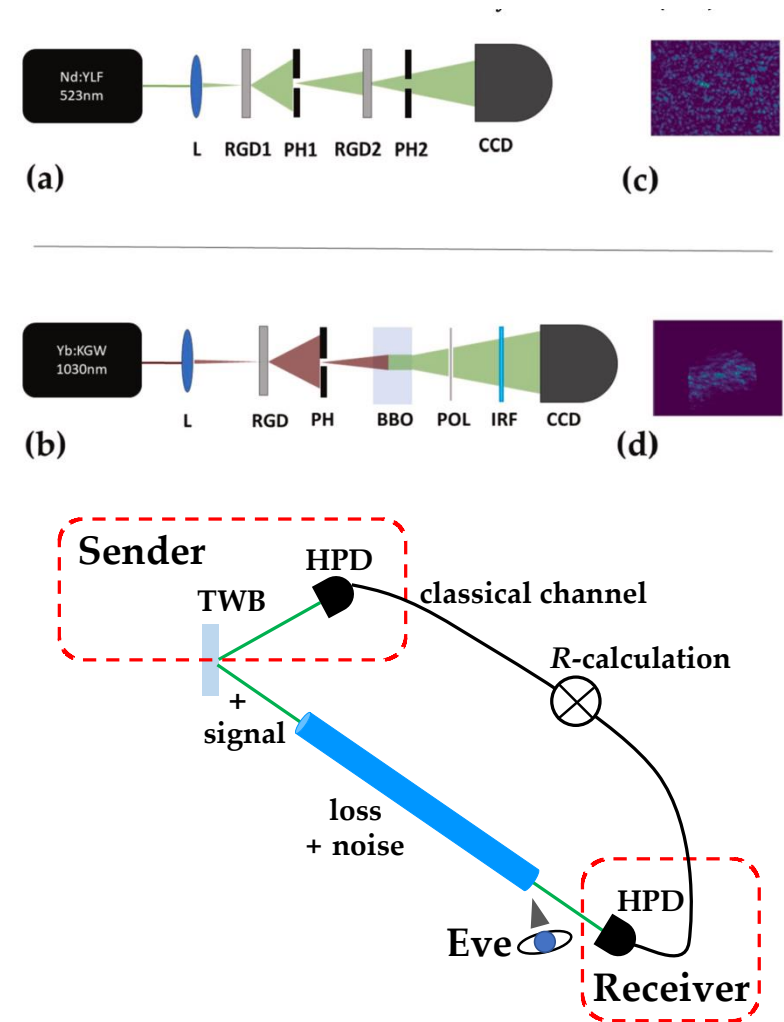 Nd:YLF
523nm
L RGD1 PH1 RGD2 PH2 CCD
(a)
(c)
Yb:KGW
1030nm
L RGD PH BBO POL IRF CCD
(b)
(d)
Sender
HPD
TWB
classical channel
R-calculation
+
signal
loss
+ noise
HPD
Eve
Receiver